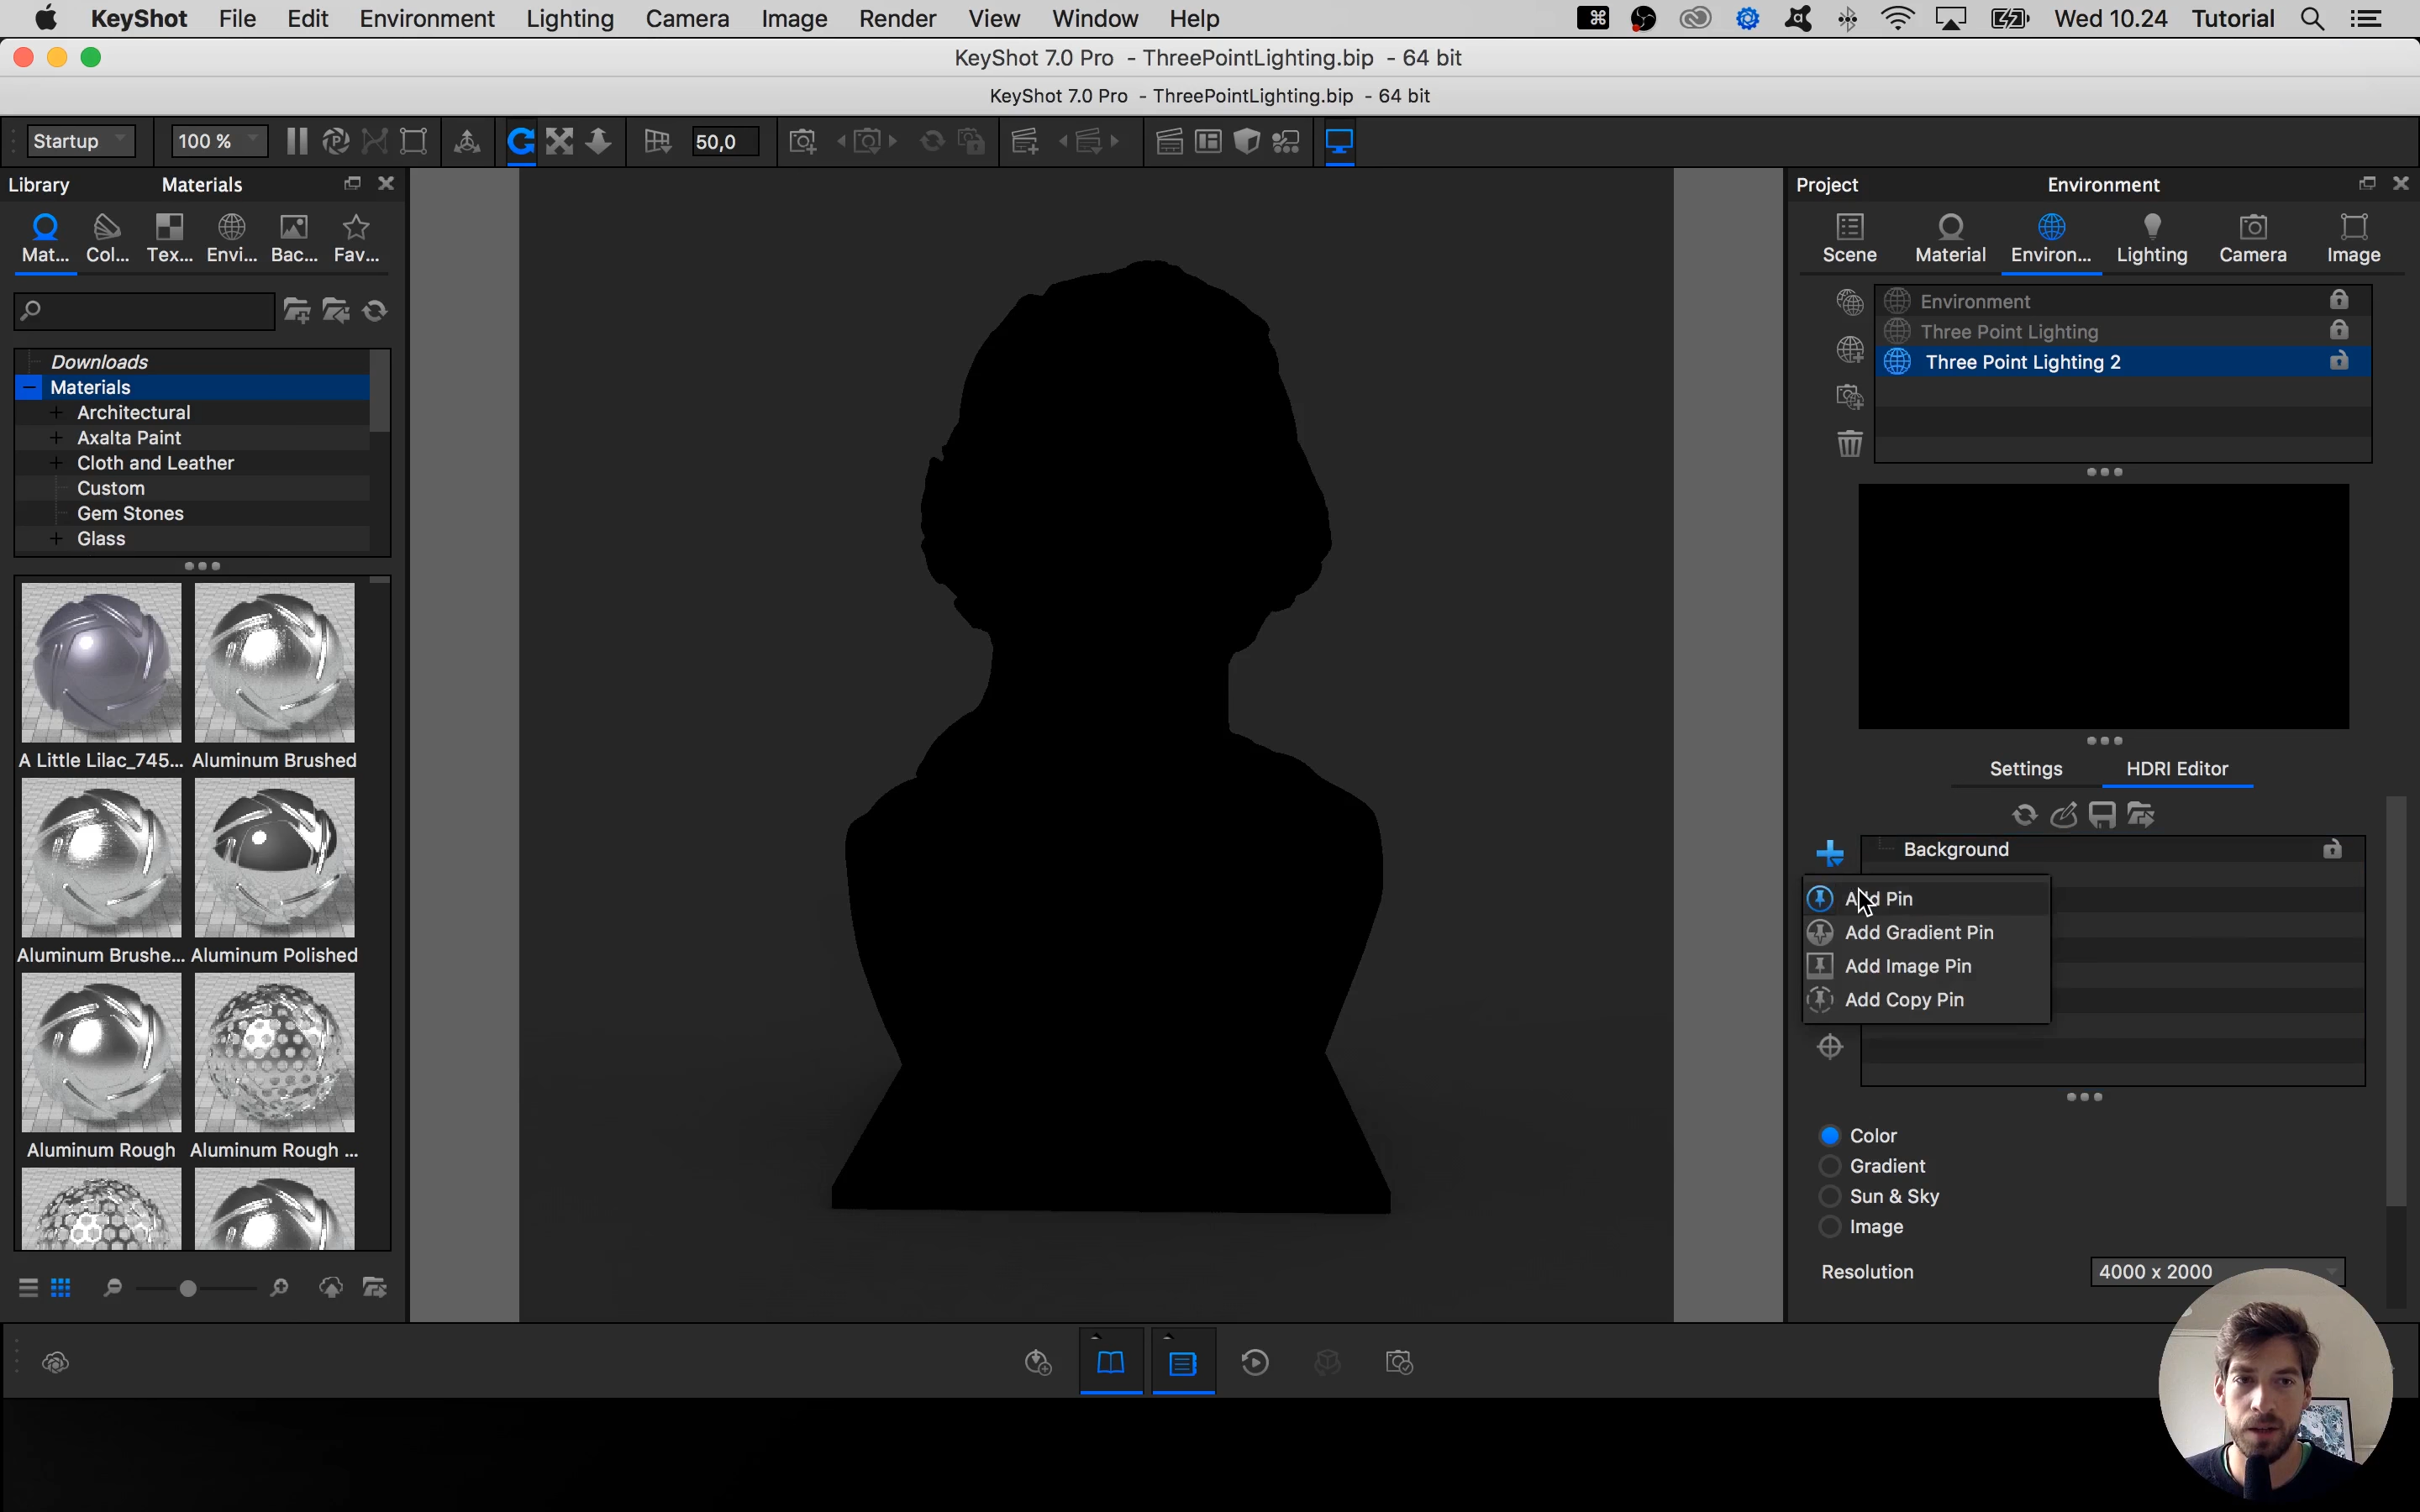 KeyShot File Edit Environment Lighting Camera Image Render View Window Help Wed 10.24 Tutorial
KeyShot 7.0 Pro - ThreePointLighting.bip - 64 bit
KeyShot 7.0 Pro - ThreePointLighting.bip - 64 bit
Startup 100 % 50,0
Library Materials
Mat... Col... Tex... Envi... Bac... Fav...
Downloads
Materials
Architectural
Axalta Paint
Cloth and Leather
Custom
Gem Stones
Glass
A Little Lilac_745... Aluminum Brushed
Aluminum Brushe... Aluminum Polished
Aluminum Rough Aluminum Rough ...
Project Environment
Scene Material Environ... Lighting Camera Image
Environment
Three Point Lighting
Three Point Lighting 2
Settings HDRI Editor
Background
Add Pin
Add Gradient Pin
Add Image Pin
Add Copy Pin
Color
Gradient
Sun & Sky
Image
Resolution 4000 x 2000